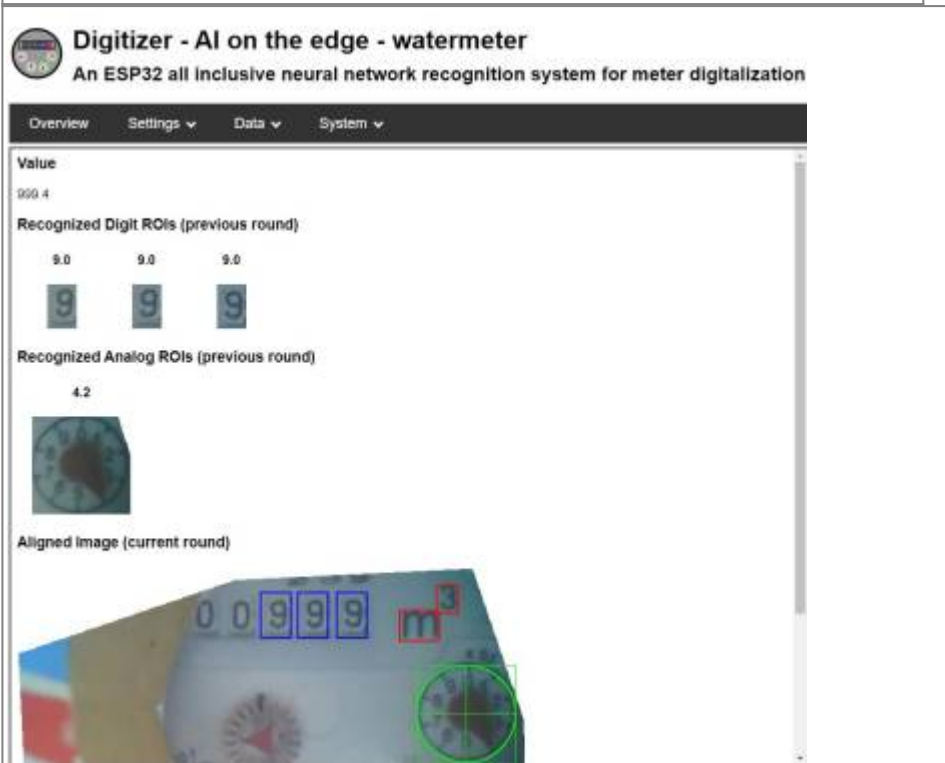 Digitizer - AI on the edge - watermeter
An ESP32 all inclusive neural network recognition system for meter digitalization
Overview Settings Data System
Value
999.4
Recognized Digit ROIs (previous round)
9.0 9.0 9.0
9 9 9
Recognized Analog ROIs (previous round)
4.2
Aligned Image (current round)
0 0 9 9 9 m³